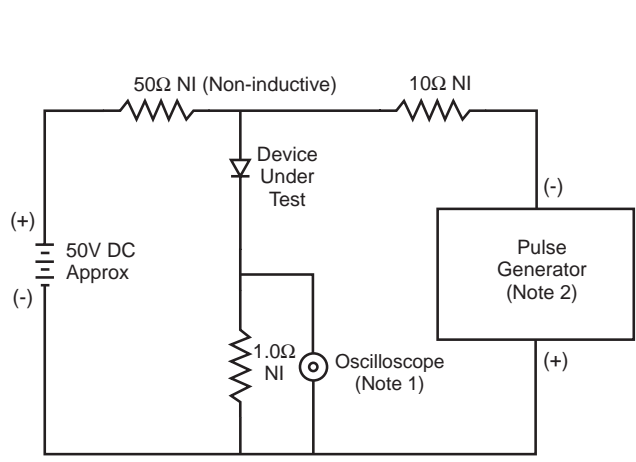 50Ω NI (Non-inductive)
10Ω NI
Device
Under
Test
(-)
(+)
50V DC
Approx
(-)
Pulse
Generator
(Note 2)
1.0Ω
NI
Oscilloscope
(Note 1)
(+)